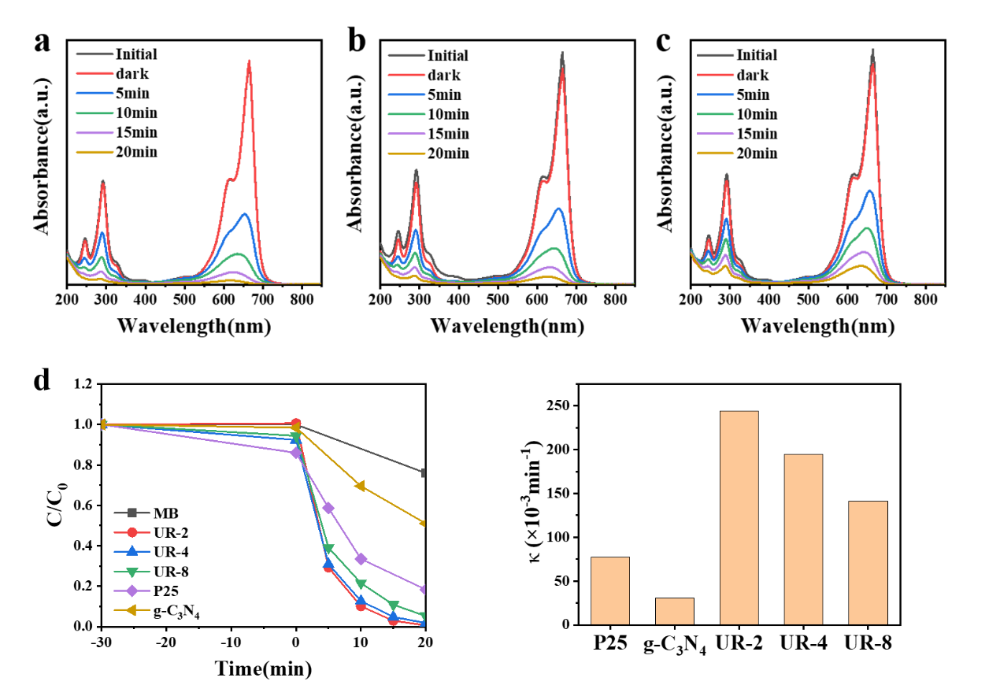 a
Initial
dark
5min
10min
15min
20min
Absorbance(a.u.)
200 300 400 500 600 700 800
Wavelength(nm)
b
Initial
dark
5min
10min
15min
20min
Absorbance(a.u.)
200 300 400 500 600 700 800
Wavelength(nm)
c
Initial
dark
5min
10min
15min
20min
Absorbance(a.u.)
200 300 400 500 600 700 800
Wavelength(nm)
d
1.2
1.0
0.8
0.6
0.4
0.2
0.0
C/C₀
MB
UR-2
UR-4
UR-8
P25
g-C₃N₄
-30 -20 -10 0 10 20
Time(min)
250
200
150
100
50
0
κ (×10⁻³min⁻¹)
P25 g-C₃N₄ UR-2 UR-4 UR-8